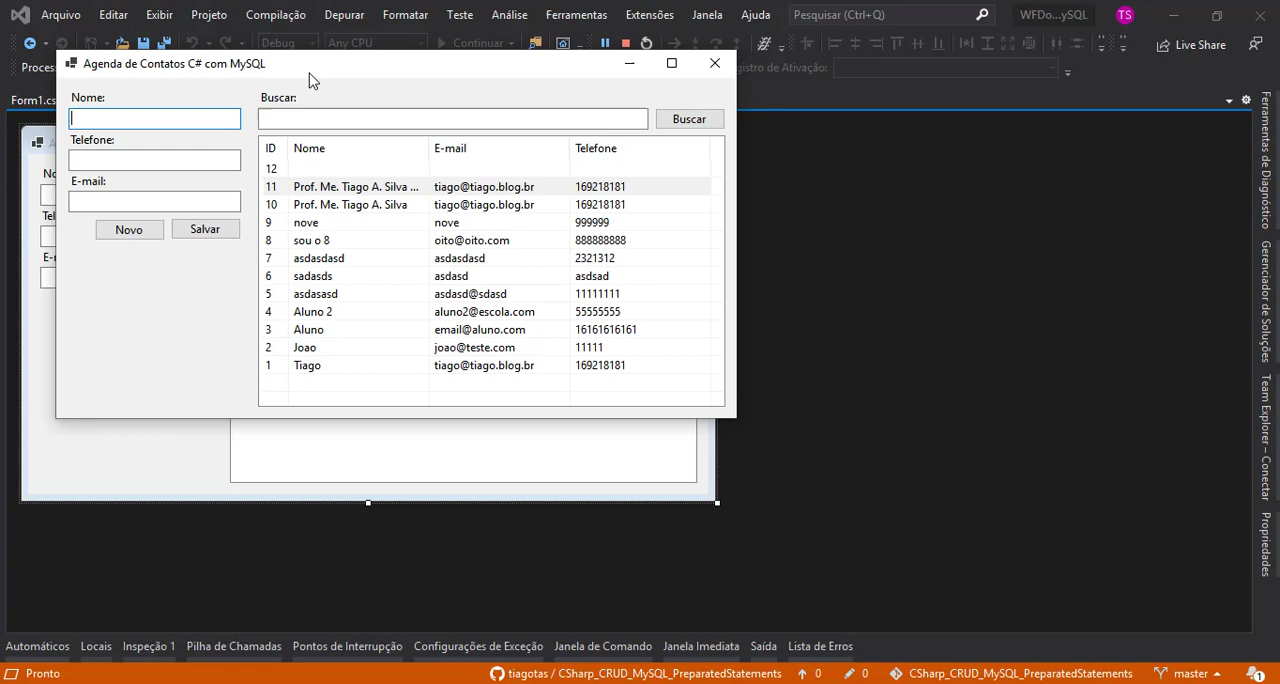 Arquivo Editar Exibir Projeto Compilação Depurar Formatar Teste Análise Ferramentas Extensões Janela Ajuda Pesquisar (Ctrl+Q) WFDo...ySQL TS
Debug Any CPU Continuar Live Share
Proces
Agenda de Contatos C# com MySQL
gistro de Ativação:
Form1.cs
Nome:
Buscar:
Buscar
Telefone:
E-mail:
Novo Salvar
ID Nome E-mail Telefone
12
11 Prof. Me. Tiago A. Silva ... tiago@tiago.blog.br 169218181
10 Prof. Me. Tiago A. Silva tiago@tiago.blog.br 169218181
9 nove nove 999999
8 sou o 8 oito@oito.com 888888888
7 asdasdasd asdasdasd 2321312
6 sadasds asdasd asdsad
5 asdasasd asdasd@sdasd 11111111
4 Aluno 2 aluno2@escola.com 55555555
3 Aluno email@aluno.com 16161616161
2 Joao joao@teste.com 11111
1 Tiago tiago@tiago.blog.br 169218181
A
No
Tel
E-r
Ferramentas de Diagnóstico
Gerenciador de Soluções
Team Explorer – Conectar
Propriedades
Automáticos Locais Inspeção 1 Pilha de Chamadas Pontos de Interrupção Configurações de Exceção Janela de Comando Janela Imediata Saída Lista de Erros
Pronto tiagotas / CSharp_CRUD_MySQL_PreparatedStatements 0 0 CSharp_CRUD_MySQL_PreparatedStatements master 1